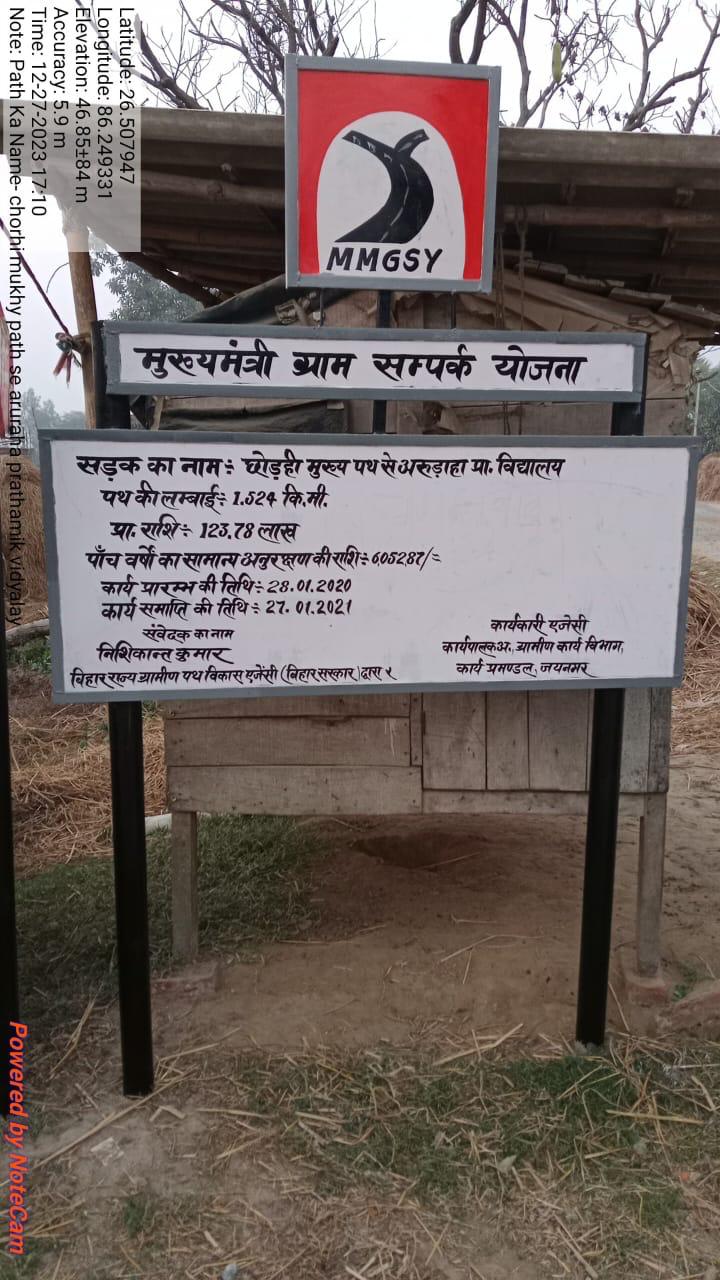 Latitude: 26.507947
Longitude: 86.249331
Elevation: 46.85±84 m
Accuracy: 5.9 m
Time: 12-27-2023 17:10
Note: Path Ka Name- chorhi mukhy path se aruraha prathamik vidyalay
MMGSY
मुख्यमंत्री ग्राम सम्पर्क योजना
सड़क का नाम÷ छोड़ही मुख्य पथ से अरुड़ाहा प्रा. विद्यालय
पथ की लम्बाई÷ 1.524 कि.मी.
प्रा. राशि÷ 123.78 लाख
पाँच वर्षो का सामान्य अनुरक्षण की राशि÷ 605287/=
कार्य प्रारम्भ की तिथि÷ 28.01.2020
कार्य समाप्ति की तिथि÷ 27.01.2021
संवेदक का नाम
निशिकान्त कुमार
बिहार राज्य ग्रामीण पथ विकास एजेंसी (बिहार सरकार) द्वारा
कार्यकारी एजेसी
कार्यपालक अ., ग्रामीण कार्य विभाग,
कार्य प्रमण्डल, जयनगर
Powered by NoteCam